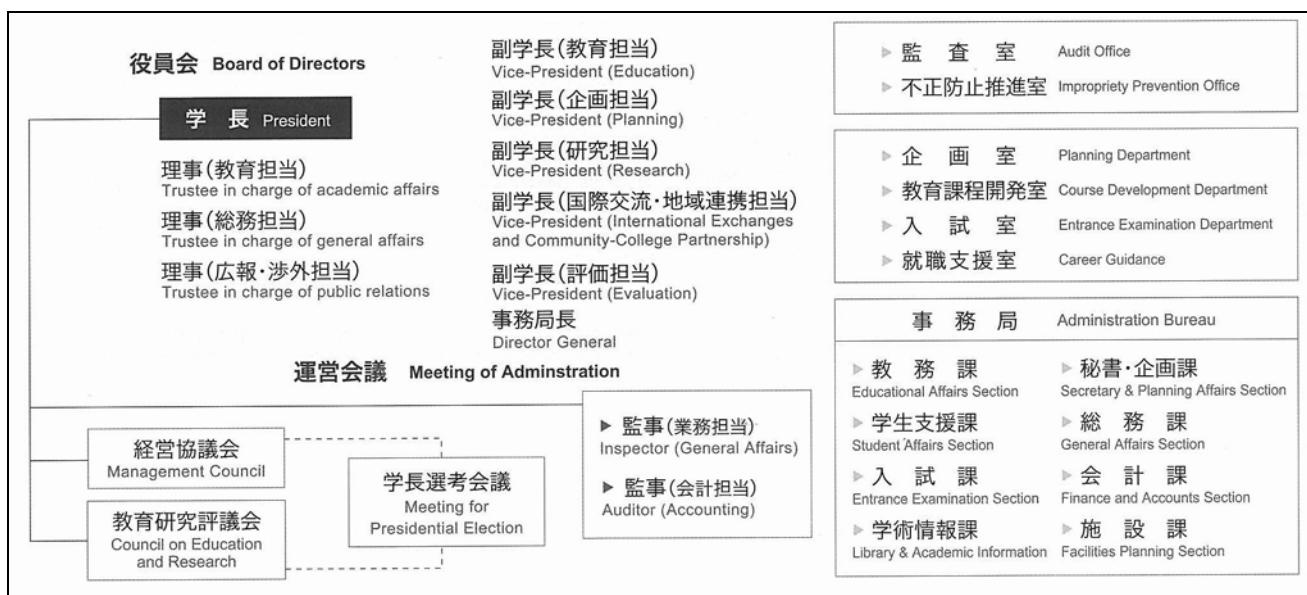 役員会 Board of Directors
学 長 President
理事(教育担当)
Trustee in charge of academic affairs
理事(総務担当)
Trustee in charge of general affairs
理事(広報・渉外担当)
Trustee in charge of public relations
副学長(教育担当)
Vice-President (Education)
副学長(企画担当)
Vice-President (Planning)
副学長(研究担当)
Vice-President (Research)
副学長(国際交流・地域連携担当)
Vice-President (International Exchanges
and Community-College Partnership)
副学長(評価担当)
Vice-President (Evaluation)
事務局長
Director General
運営会議 Meeting of Adminstration
経営協議会
Management Council
教育研究評議会
Council on Education
and Research
学長選考会議
Meeting for
Presidential Election
監事(業務担当)
Inspector (General Affairs)
監事(会計担当)
Auditor (Accounting)
監 査 室 Audit Office
不正防止推進室 Impropriety Prevention Office
企 画 室 Planning Department
教育課程開発室 Course Development Department
入 試 室 Entrance Examination Department
就職支援室 Career Guidance
事 務 局 Administration Bureau
教 務 課
Educational Affairs Section
学生支援課
Student Affairs Section
入 試 課
Entrance Examination Section
学術情報課
Library & Academic Information
秘書・企画課
Secretary & Planning Affairs Section
総 務 課
General Affairs Section
会 計 課
Finance and Accounts Section
施 設 課
Facilities Planning Section